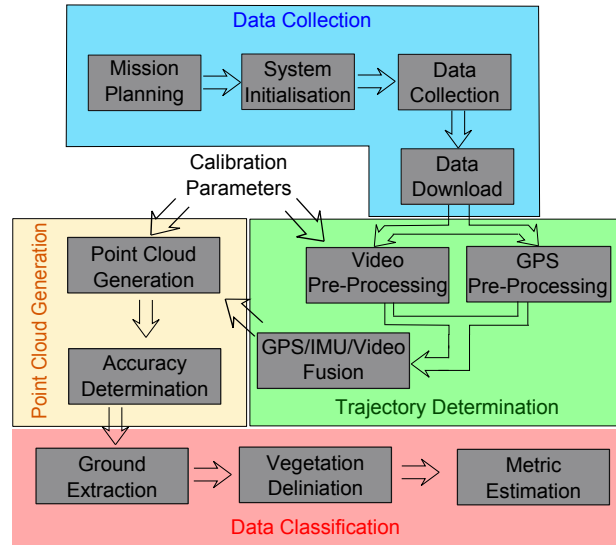 Data Collection
Mission
Planning
System
Initialisation
Data
Collection
Data
Download
Calibration
Parameters
Point Cloud Generation
Point Cloud
Generation
Video
Pre-Processing
GPS
Pre-Processing
GPS/IMU/Video
Fusion
Accuracy
Determination
Trajectory Determination
Ground
Extraction
Vegetation
Deliniation
Metric
Estimation
Data Classification